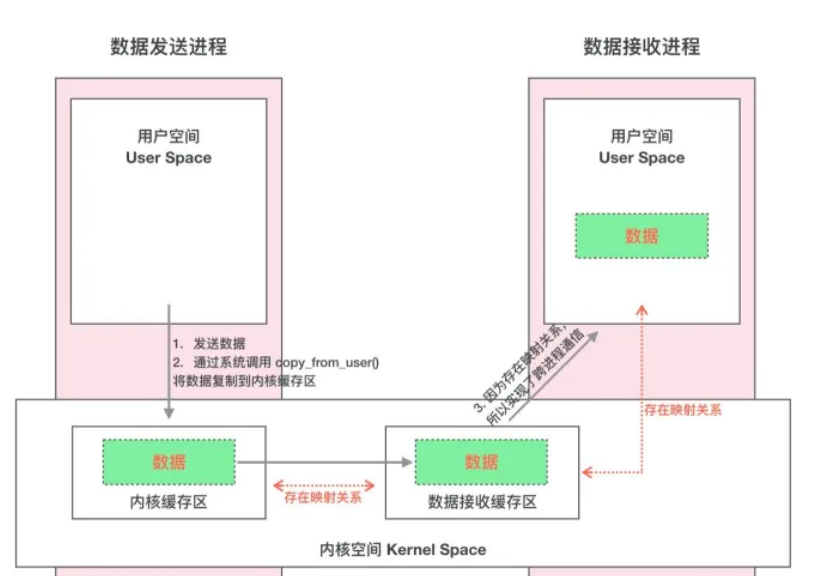 数据发送进程
数据接收进程
用户空间
User Space
用户空间
User Space
数据
1. 发送数据
2. 通过系统调用 copy_from_user()
将数据复制到内核缓存区
3. 因为存在映射关系,
所以实现了跨进程通信
存在映射关系
数据
数据
存在映射关系
内核缓存区
数据接收缓存区
内核空间 Kernel Space